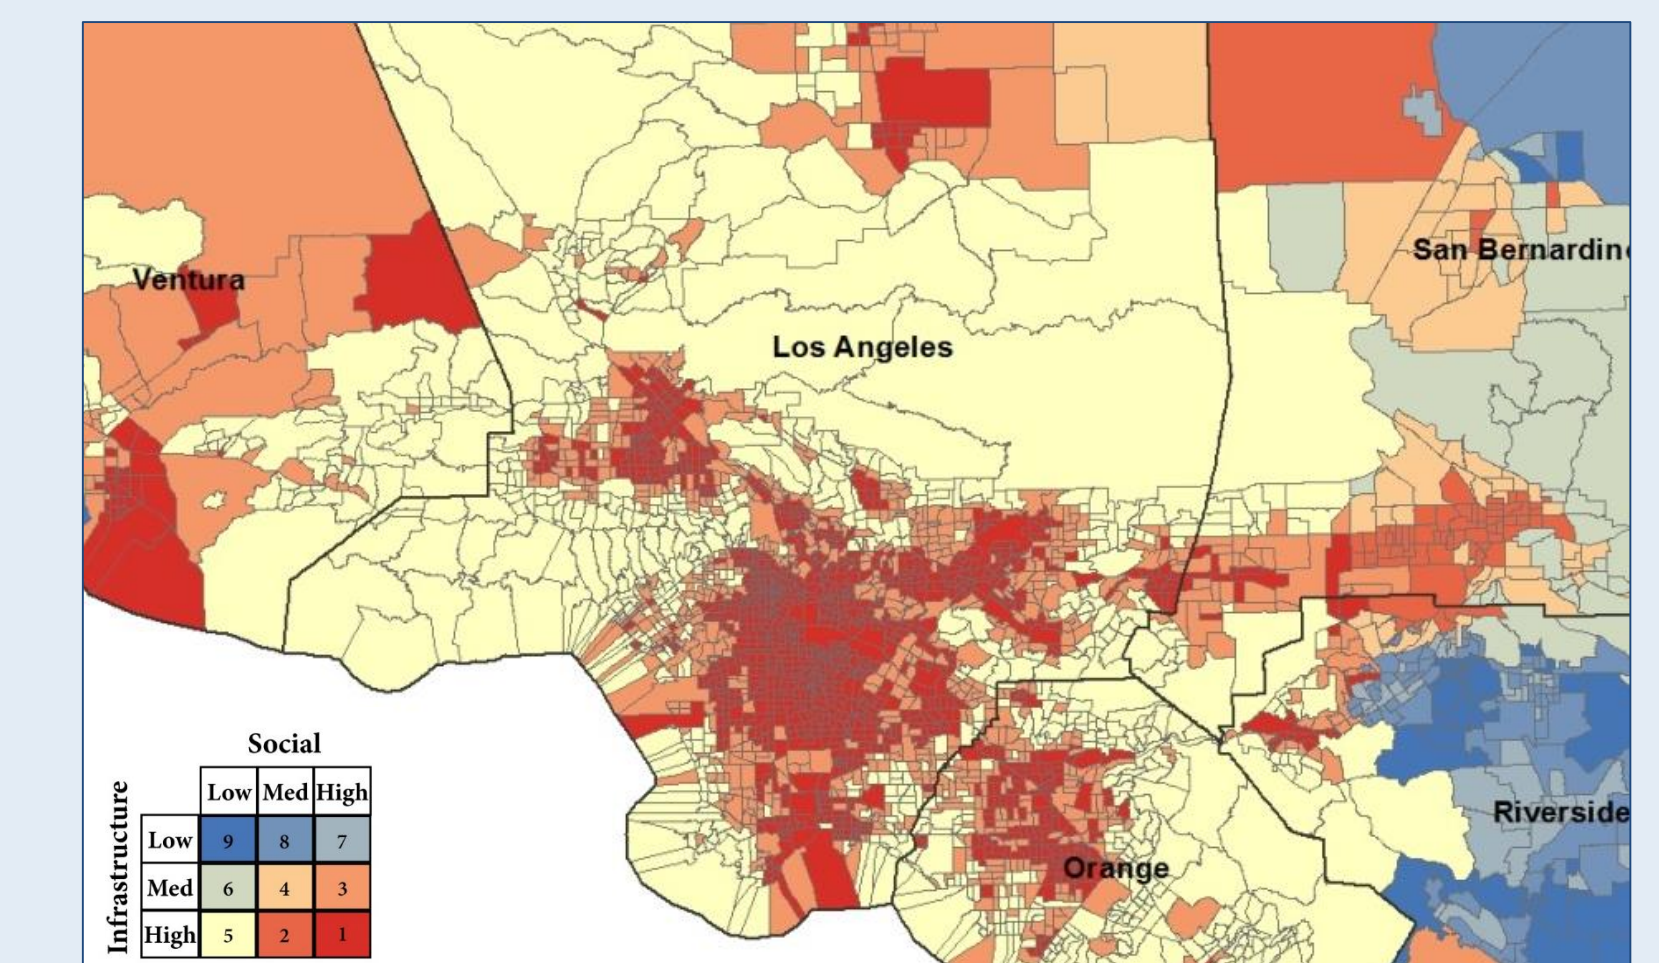 San Bernardin
Ventura
Los Angeles
Riverside
Orange
Social
Infrastructure
Low Med High
Low 9 8 7
Med 6 4 3
High 5 2 1